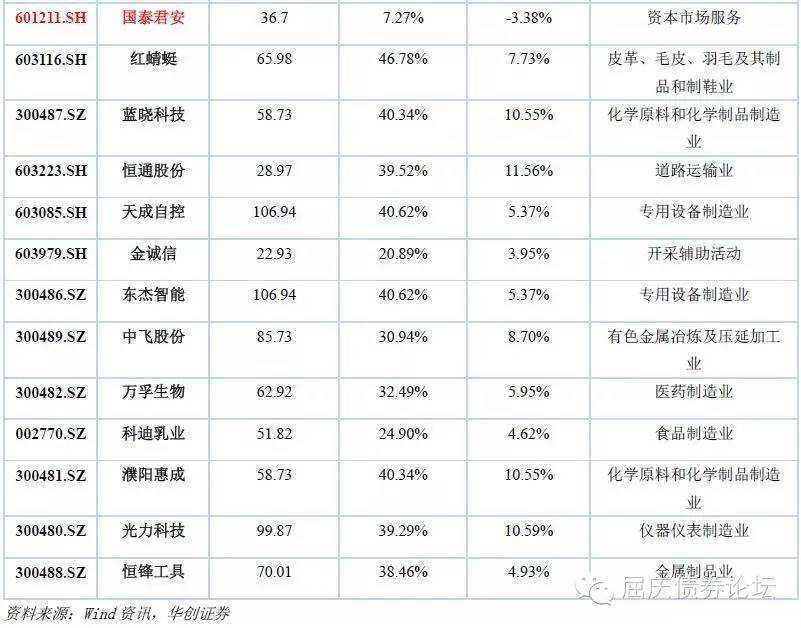 601211.SH 国泰君安 36.7 7.27% -3.38% 资本市场服务
603116.SH 红蜻蜓 65.98 46.78% 7.73% 皮革、毛皮、羽毛及其制
品和制鞋业
300487.SZ 蓝晓科技 58.73 40.34% 10.55% 化学原料和化学制品制造
业
603223.SH 恒通股份 28.97 39.52% 11.56% 道路运输业
603085.SH 天成自控 106.94 40.62% 5.37% 专用设备制造业
603979.SH 金诚信 22.93 20.89% 3.95% 开采辅助活动
300486.SZ 东杰智能 106.94 40.62% 5.37% 专用设备制造业
300489.SZ 中飞股份 85.73 30.94% 8.70% 有色金属冶炼及压延加工
业
300482.SZ 万孚生物 62.92 32.49% 5.95% 医药制造业
002770.SZ 科迪乳业 51.82 24.90% 4.62% 食品制造业
300481.SZ 濮阳惠成 58.73 40.34% 10.55% 化学原料和化学制品制造
业
300480.SZ 光力科技 99.87 39.29% 10.59% 仪器仪表制造业
300488.SZ 恒锋工具 70.01 38.46% 4.93% 金属制品业
屈庆债券论坛
资料来源：Wind 资讯，华创证券